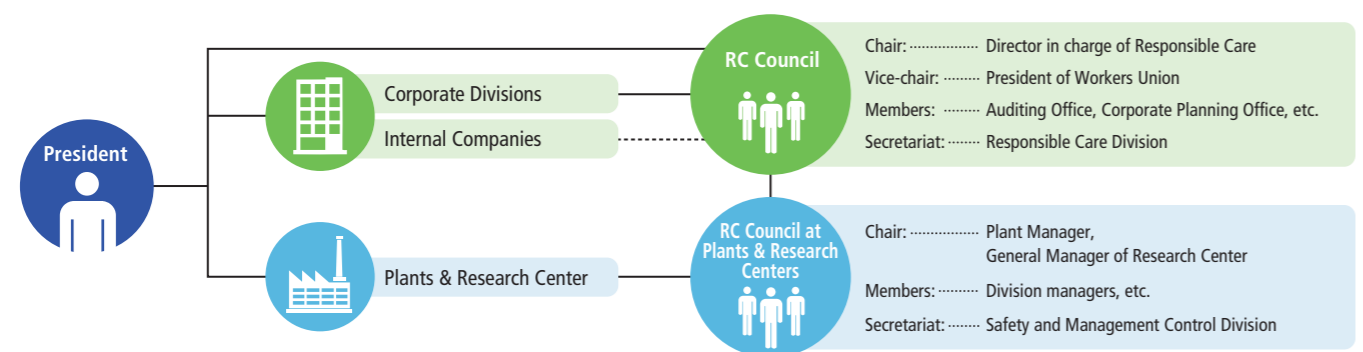 President
Corporate Divisions
Internal Companies
Plants & Research Center
RC Council
Chair: ················· Director in charge of Responsible Care
Vice-chair: ········· President of Workers Union
Members: ········· Auditing Office, Corporate Planning Office, etc.
Secretariat: ········ Responsible Care Division
RC Council at
Plants & Research
Centers
Chair: ················· Plant Manager,
General Manager of Research Center
Members: ·········· Division managers, etc.
Secretariat: ········ Safety and Management Control Division